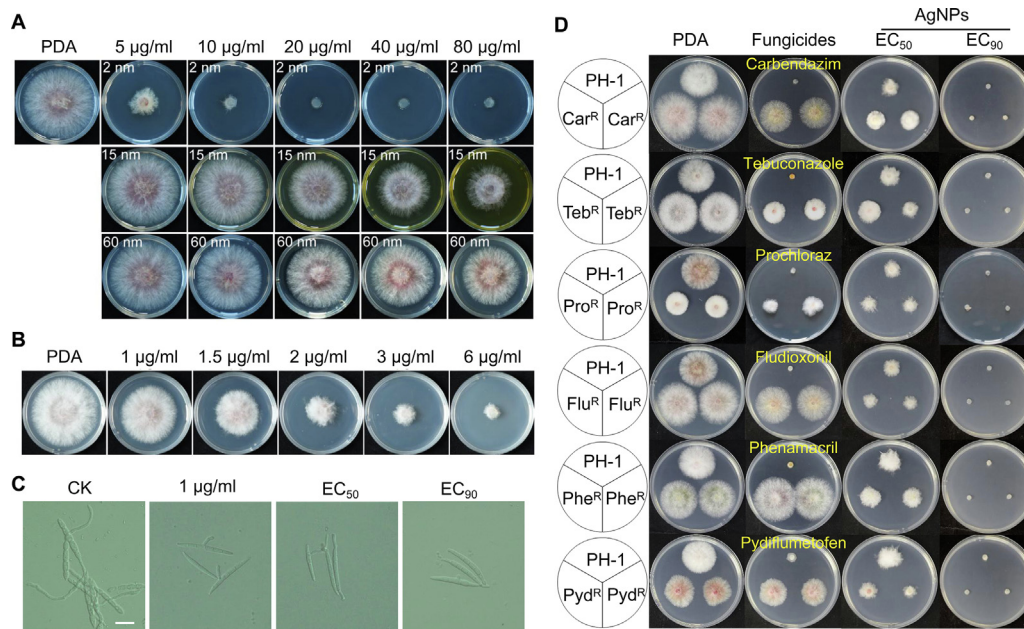 A
PDA 5 µg/ml 10 µg/ml 20 µg/ml 40 µg/ml 80 µg/ml
2 nm 2 nm 2 nm 2 nm 2 nm
15 nm 15 nm 15 nm 15 nm 15 nm
60 nm 60 nm 60 nm 60 nm 60 nm
B
PDA 1 µg/ml 1.5 µg/ml 2 µg/ml 3 µg/ml 6 µg/ml
C
CK 1 µg/ml EC50 EC90
D
AgNPs
PDA Fungicides EC50 EC90
PH-1 Carbendazim
CarR CarR
PH-1 Tebuconazole
TebR TebR
PH-1 Prochloraz
ProR ProR
PH-1 Fludioxonil
FluR FluR
PH-1 Phenamacril
PheR PheR
PH-1 Pydiflumetofen
PydR PydR